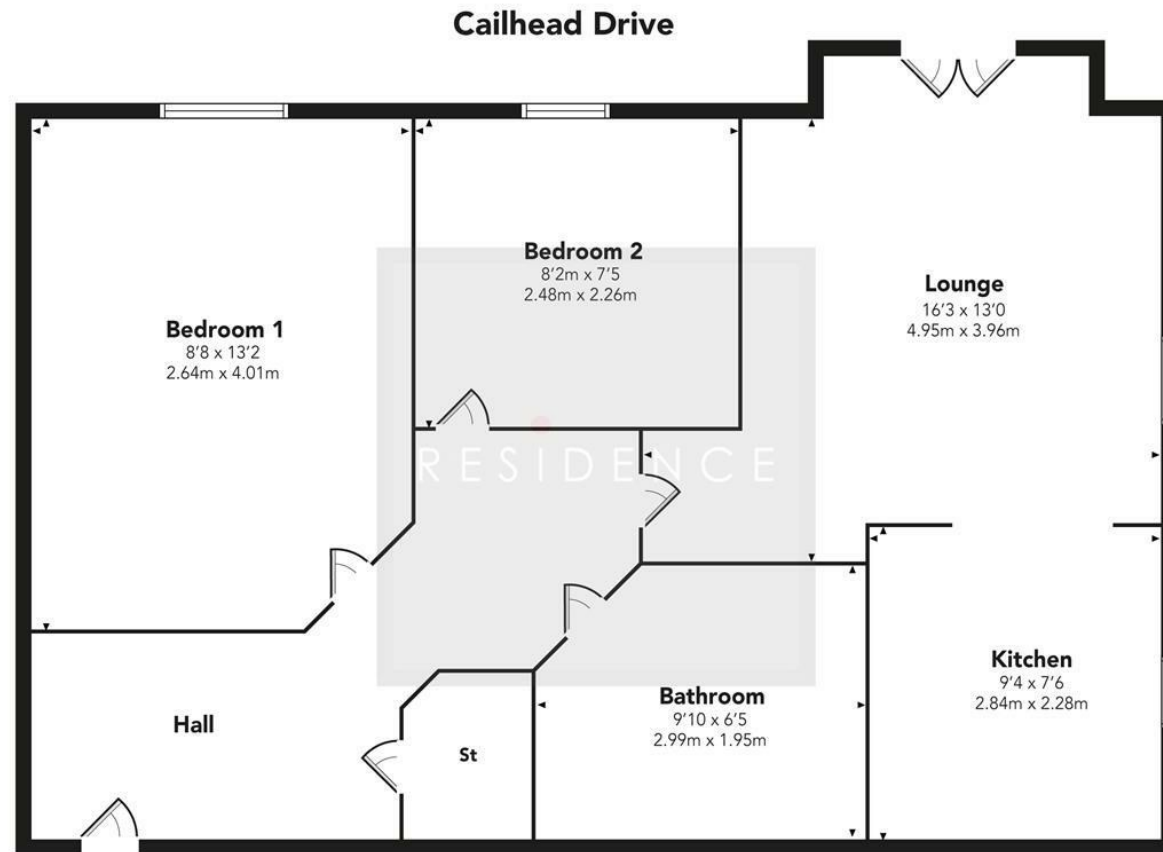 Cailhead Drive
Bedroom 1
8'8 x 13'2
2.64m x 4.01m
Bedroom 2
8'2m x 7'5
2.48m x 2.26m
Lounge
16'3 x 13'0
4.95m x 3.96m
RESiDENCE
Hall
St
Bathroom
9'10 x 6'5
2.99m x 1.95m
Kitchen
9'4 x 7'6
2.84m x 2.28m